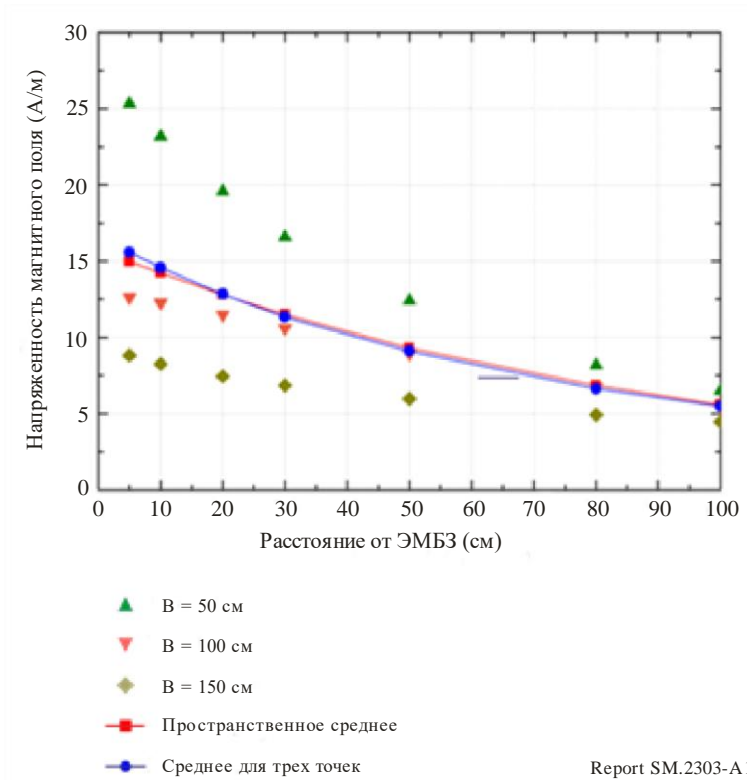 Напряженность магнитного поля (А/м)
30
25
20
15
10
5
0
0 10 20 30 40 50 60 70 80 90 100
Расстояние от ЭМБЗ (см)
B = 50 см
B = 100 см
B = 150 см
Пространственное среднее
Среднее для трех точек
Report SM.2303-A